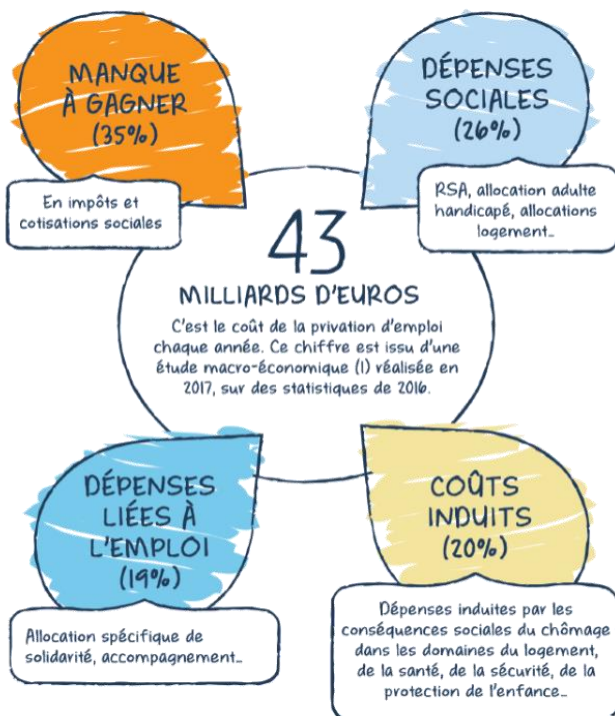 MANQUE
À GAGNER
(35%)
En impôts et
cotisations sociales
DÉPENSES
SOCIALES
(26%)
RSA, allocation adulte
handicapé, allocations
logement...
43
MILLIARDS D'EUROS
C'est le coût de la privation d'emploi
chaque année. Ce chiffre est issu d'une
étude macro-économique (1) réalisée en
2017, sur des statistiques de 2016.
DÉPENSES
LIÉES À
L'EMPLOI
(19%)
Allocation spécifique de
solidarité, accompagnement...
COÛTS
INDUITS
(20%)
Dépenses induites par les
conséquences sociales du chômage
dans les domaines du logement,
de la santé, de la sécurité, de la
protection de l'enfance...